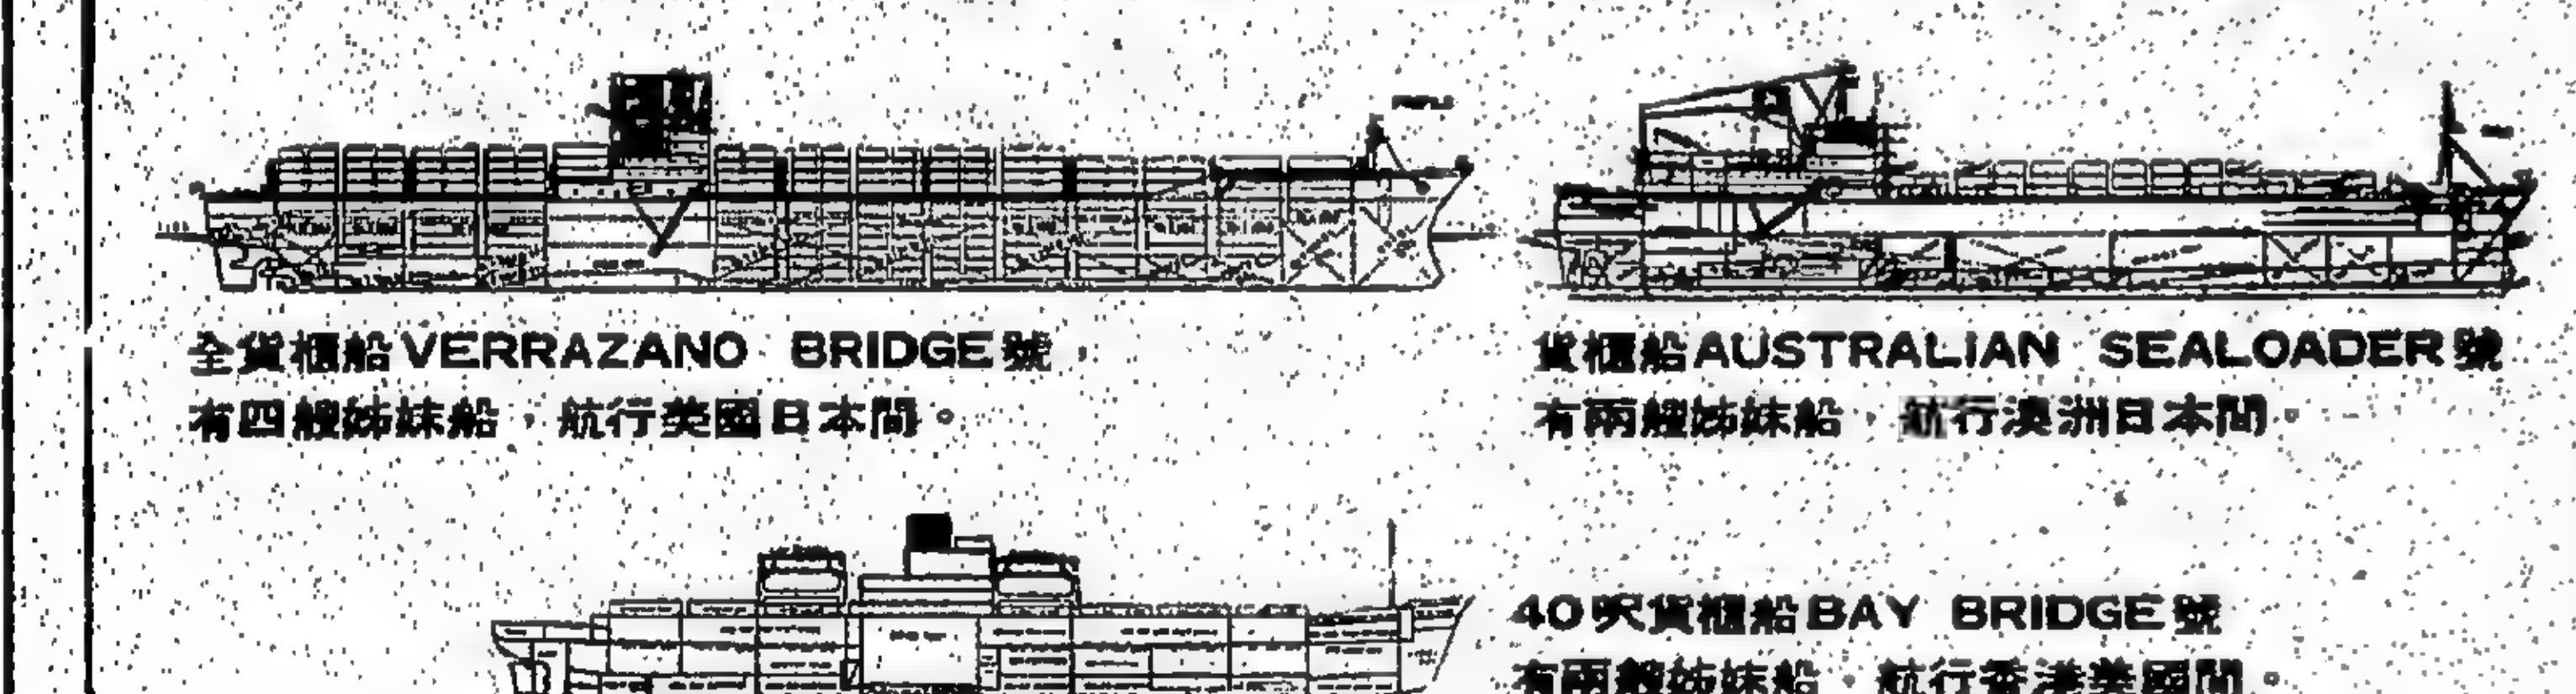 全貨櫃船VERRAZANO BRIDGE號,
有四艘姊妹船,航行美國日本間。
貨櫃船AUSTRALIAN SEALOADER號
有兩艘姊妹船,航行澳洲日本間。
40呎貨櫃船BAY BRIDGE號
有兩艘姊妹船,航行香港美國間。